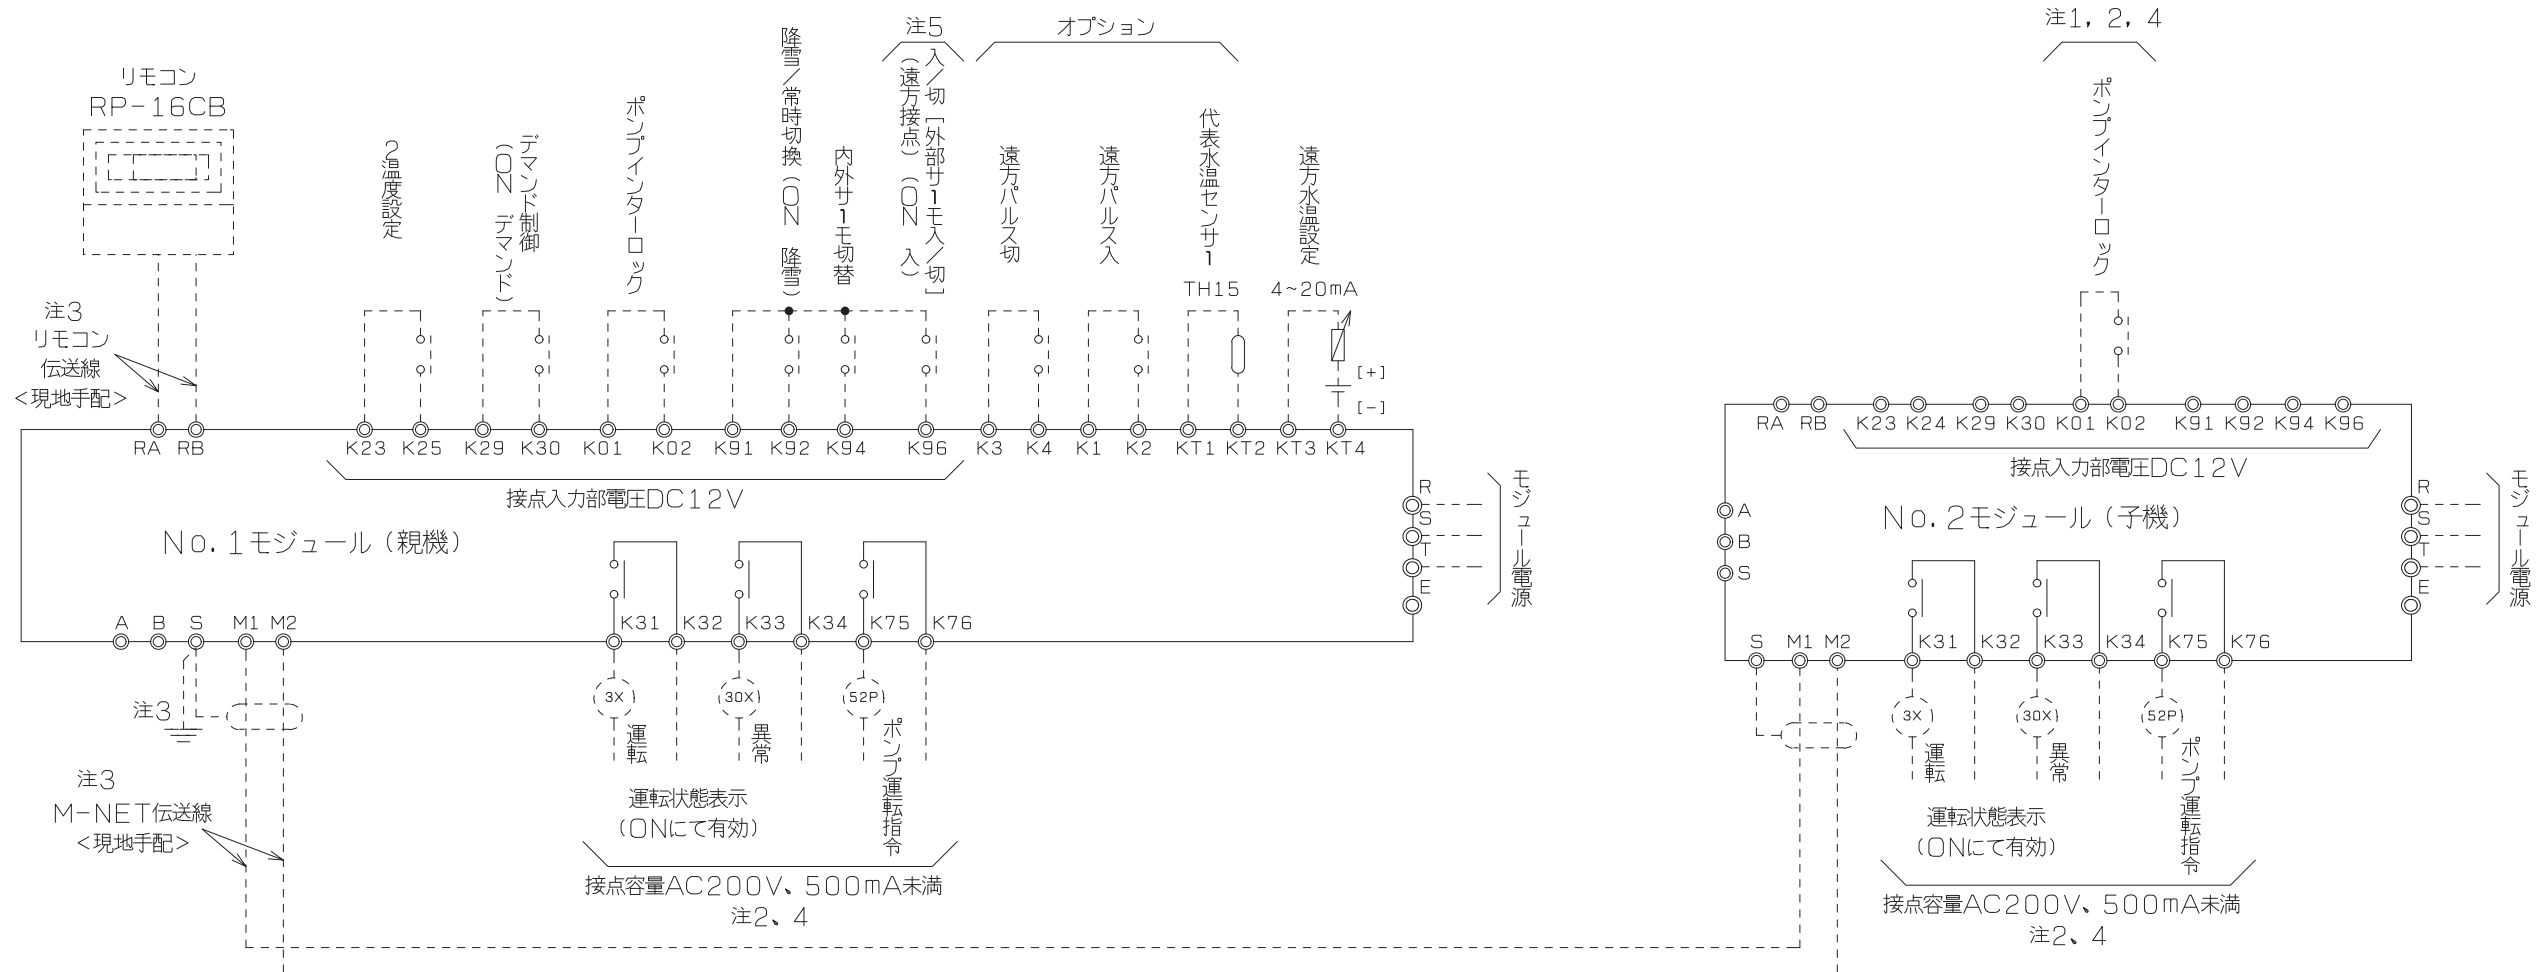 リモコン
RP-16CB
注3
リモコン
伝送線
<現地手配>
2温度設定
デマンド制御
(ON デマンド)
ポンプインターロック
降雪/常時切換(ON 降雪)
内外サーモ切替
注5
入/切[外部サーモ入/切]
(遠方接点)(ON 入)
オプション
遠方パルス切
遠方パルス入
代表水温センサー
TH15
遠方水温設定
4~20mA
[+]
[-]
RA RB K23 K25 K29 K30 K01 K02 K91 K92 K94 K96 K3 K4 K1 K2 KT1 KT2 KT3 KT4
接点入力部電圧DC12V
No.1モジュール(親機)
R
S
T
E
モジュール電源
A B S M1 M2 K31 K32 K33 K34 K75 K76
注3
3X
30X
52P
運転
異常
ポンプ運転指令
注3
M-NET伝送線
<現地手配>
運転状態表示
(ONにて有効)
接点容量AC200V、500mA未満
注2、4
注1,2,4
ポンプインターロック
RA RB K23 K24 K29 K30 K01 K02 K91 K92 K94 K96
接点入力部電圧DC12V
No.2モジュール(子機)
A
B
S
R
S
T
E
モジュール電源
S M1 M2 K31 K32 K33 K34 K75 K76
3X
30X
52P
運転
異常
ポンプ運転指令
運転状態表示
(ONにて有効)
接点容量AC200V、500mA未満
注2、4